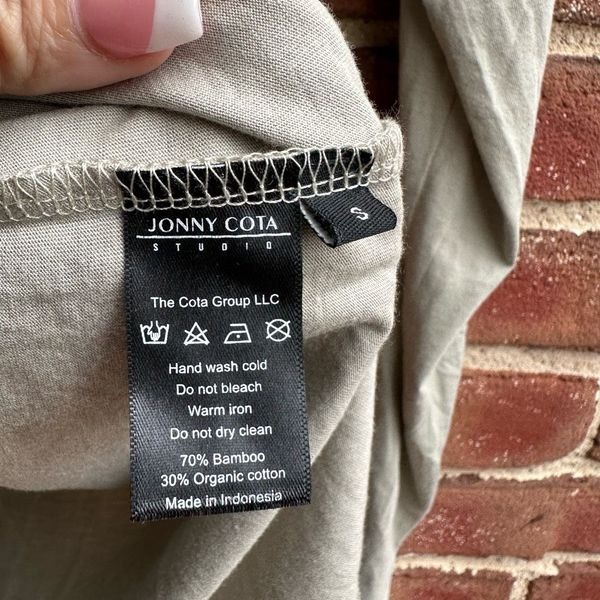 JONNY COTA
STUDIO
S
The Cota Group LLC
Hand wash cold
Do not bleach
Warm iron
Do not dry clean
70% Bamboo
30% Organic cotton
Made in Indonesia